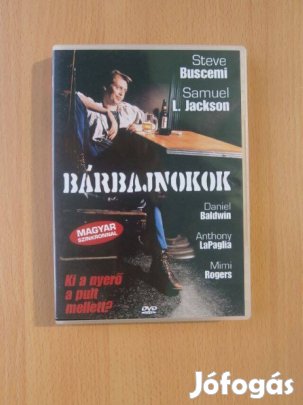 Steve
Buscemi
Samuel
L. Jackson
BÁRBAJNOKOK
MAGYAR
SZINKRONNAL
Daniel
Baldwin
Anthony
LaPaglia
Mimi
Rogers
Ki a nyerő
a pult
mellett?
DVD
Jófogás